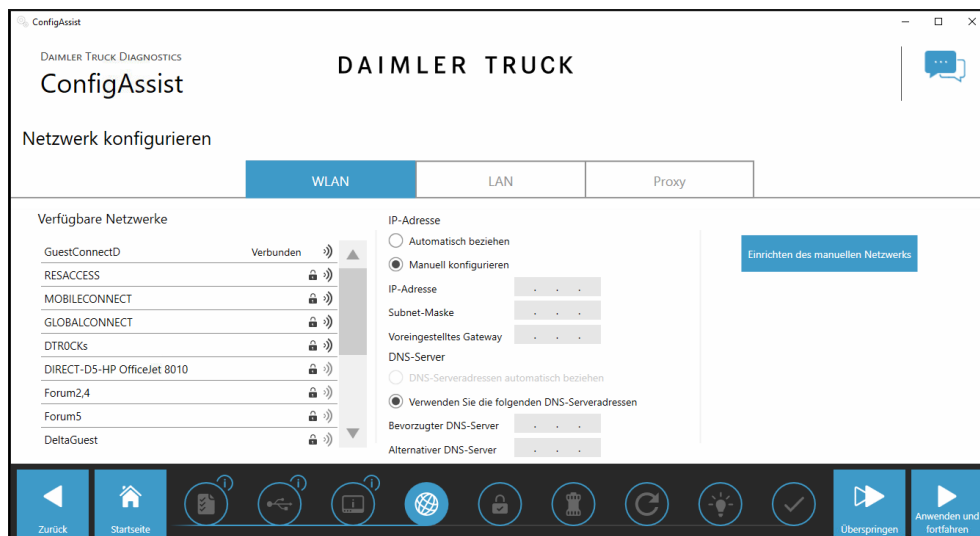 ConfigAssist
DAIMLER TRUCK DIAGNOSTICS
ConfigAssist
DAIMLER TRUCK
Netzwerk konfigurieren
WLAN
LAN
Proxy
Verfügbare Netzwerke
GuestConnectD Verbunden
RESACCESS
MOBILECONNECT
GLOBALCONNECT
DTR0CKs
DIRECT-D5-HP OfficeJet 8010
Forum2,4
Forum5
DeltaGuest
IP-Adresse
Automatisch beziehen
Manuell konfigurieren
IP-Adresse . . .
Subnet-Maske . . .
Voreingestelltes Gateway . . .
DNS-Server
DNS-Serveradressen automatisch beziehen
Verwenden Sie die folgenden DNS-Serveradressen
Bevorzugter DNS-Server . . .
Alternativer DNS-Server . . .
Einrichten des manuellen Netzwerks
Zurück
Startseite
Überspringen
Anwenden und
fortfahren